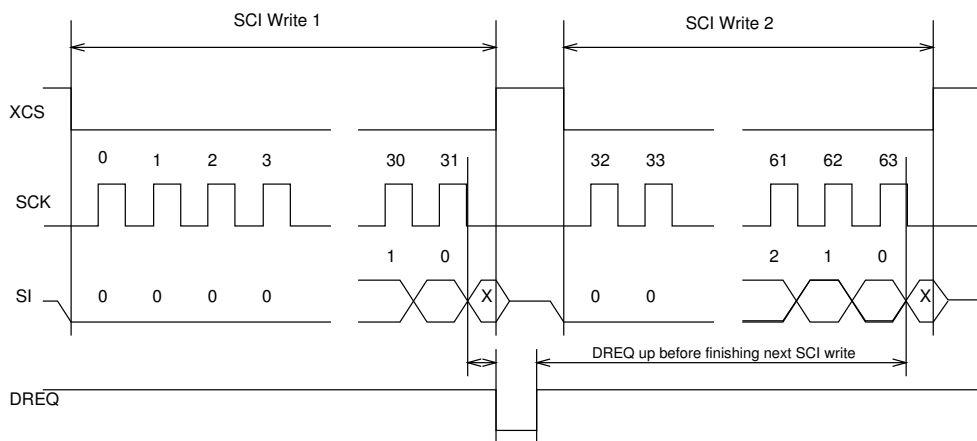 SCI Write 1 SCI Write 2
XCS
0 1 2 3 30 31 32 33 61 62 63
SCK
1 0 2 1 0
SI 0 0 0 0 X 0 0 X
DREQ up before finishing next SCI write
DREQ